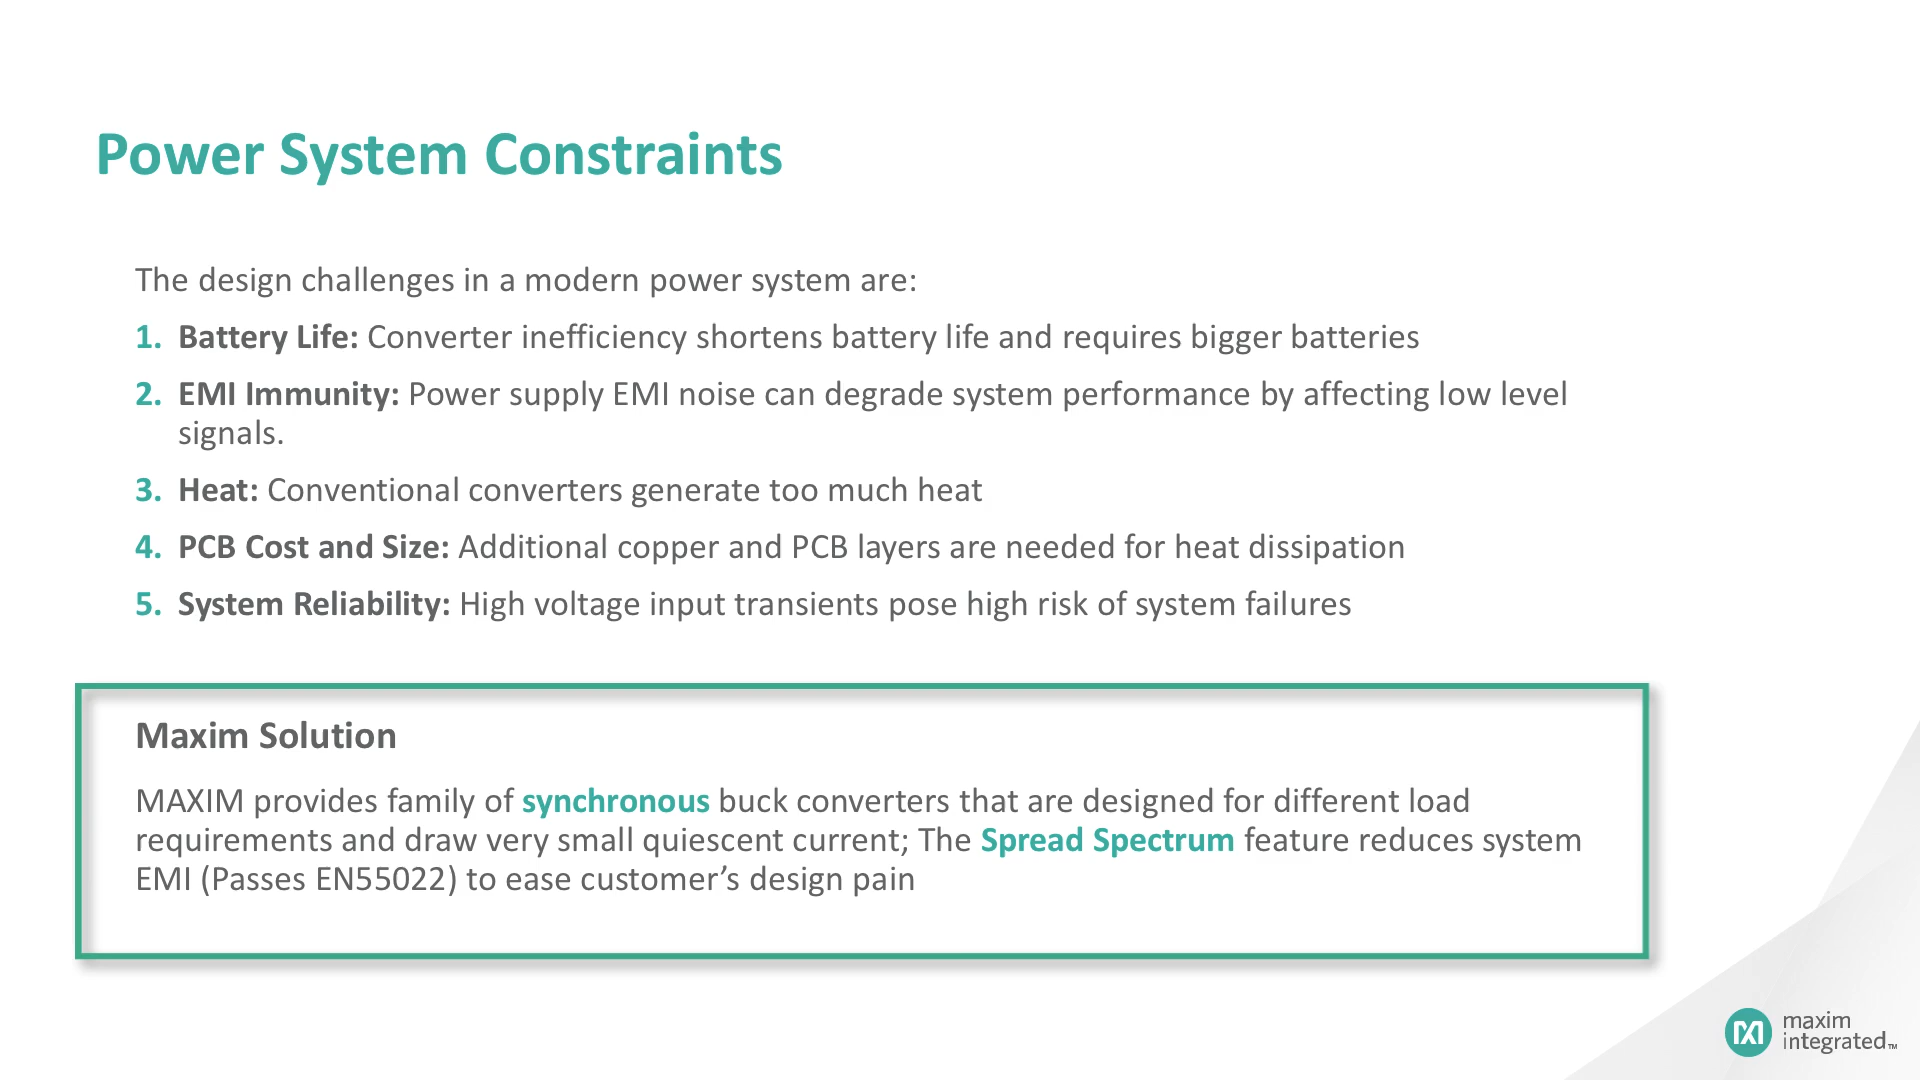 Power System Constraints
The design challenges in a modern power system are:
1. Battery Life: Converter inefficiency shortens battery life and requires bigger batteries
2. EMI Immunity: Power supply EMI noise can degrade system performance by affecting low level
signals.
3. Heat: Conventional converters generate too much heat
4. PCB Cost and Size: Additional copper and PCB layers are needed for heat dissipation
5. System Reliability: High voltage input transients pose high risk of system failures
Maxim Solution
MAXIM provides family of synchronous buck converters that are designed for different load
requirements and draw very small quiescent current; The Spread Spectrum feature reduces system
EMI (Passes EN55022) to ease customer’s design pain
maxim
integrated™